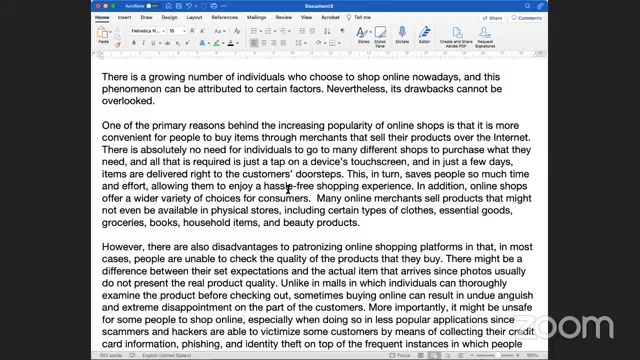 AutoSave
Document3
Home Insert Draw Design Layout References Mailings Review View Acrobat Tell me
Share Comments
Paste
Helvetica N... 15
Paragraph Styles Styles Pane Dictate Editor Create and Share Adobe PDF Request Signatures
There is a growing number of individuals who choose to shop online nowadays, and this
phenomenon can be attributed to certain factors. Nevertheless, its drawbacks cannot be
overlooked.
One of the primary reasons behind the increasing popularity of online shops is that it is more
convenient for people to buy items through merchants that sell their products over the Internet.
There is absolutely no need for individuals to go to many different shops to purchase what they
need, and all that is required is just a tap on a device's touchscreen, and in just a few days,
items are delivered right to the customers' doorsteps. This, in turn, saves people so much time
and effort, allowing them to enjoy a hassle-free shopping experience. In addition, online shops
offer a wider variety of choices for consumers. Many online merchants sell products that might
not even be available in physical stores, including certain types of clothes, essential goods,
groceries, books, household items, and beauty products.
However, there are also disadvantages to patronizing online shopping platforms in that, in most
cases, people are unable to check the quality of the products that they buy. There might be a
difference between their set expectations and the actual item that arrives since photos usually
do not present the real product quality. Unlike in malls in which individuals can thoroughly
examine the product before checking out, sometimes buying online can result in undue anguish
and extreme disappointment on the part of the customers. More importantly, it might be unsafe
for some people to shop online, especially when doing so in less popular applications since
scammers and hackers are able to victimize some customers by means of collecting their credit
card information, phishing, and identity theft on top of the frequent instances in which people
503 words English (United States) Focus 180%
zoom